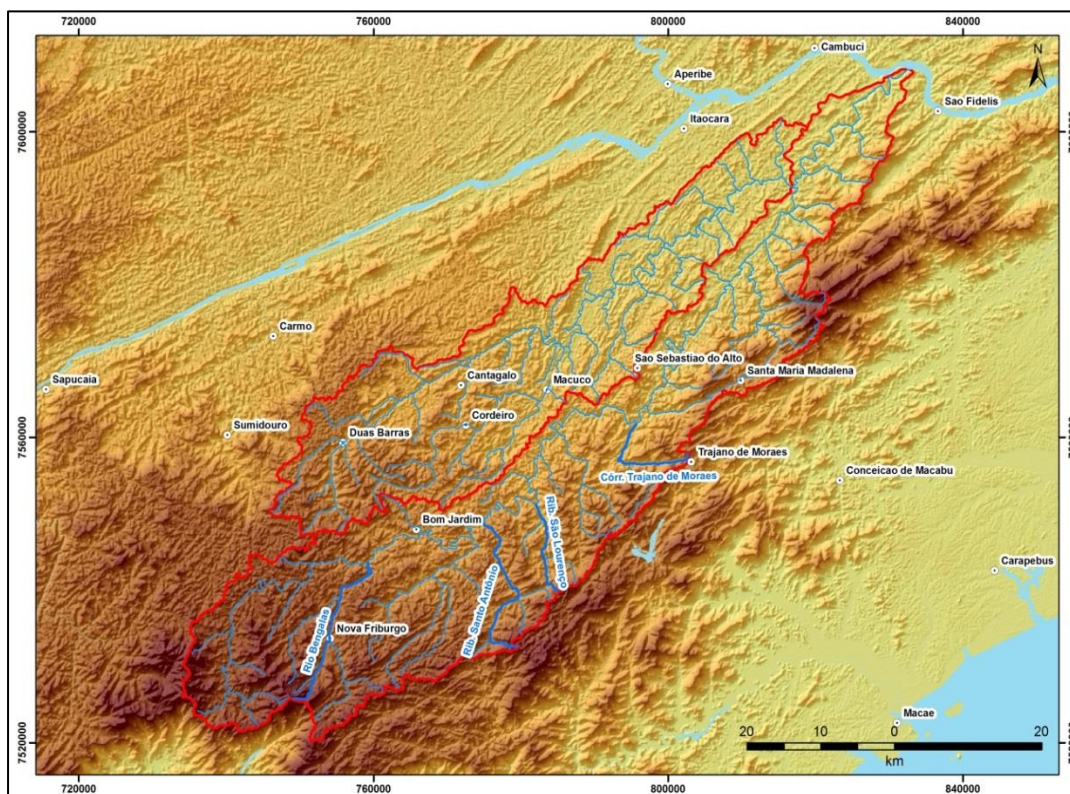 720000 760000 800000 840000
Cambuci
N
Aperibe
Sao Fidelis
Itaocara
7600000
Carmo
Sao Sebastiao do Alto
Sapucaia
Cantagalo
Macuco
Santa Maria Madalena
Cordeiro
Sumidouro
Duas Barras
7560000
Trajano de Moraes
Córr. Trajano de Moraes
Conceicao de Macabu
Bom Jardim
Rib. São Lourenço
Carapebus
Rib. Santo Antônio
Nova Friburgo
Rio Bengalas
Macae
20 10 0 20
km
7520000
720000 760000 800000 840000